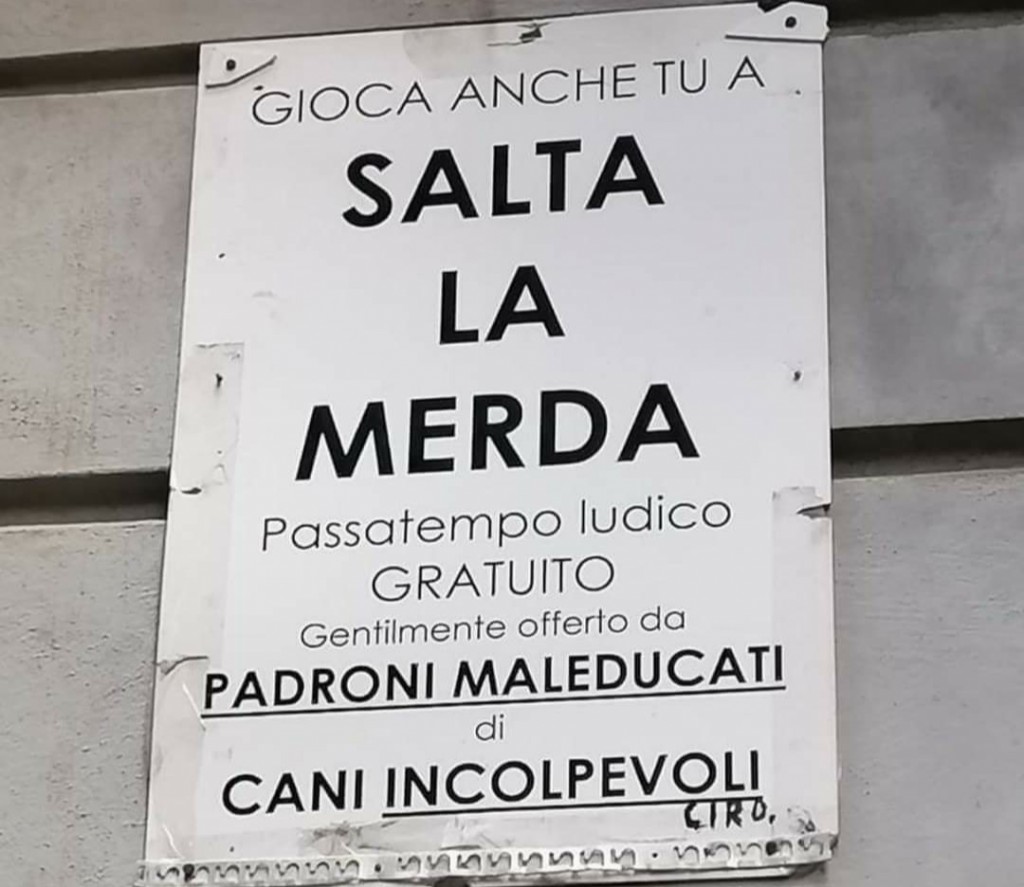 GIOCA ANCHE TU A
SALTA
LA
MERDA
Passatempo ludico
GRATUITO
Gentilmente offerto da
PADRONI MALEDUCATI
di
CANI INCOLPEVOLI
CIRO.